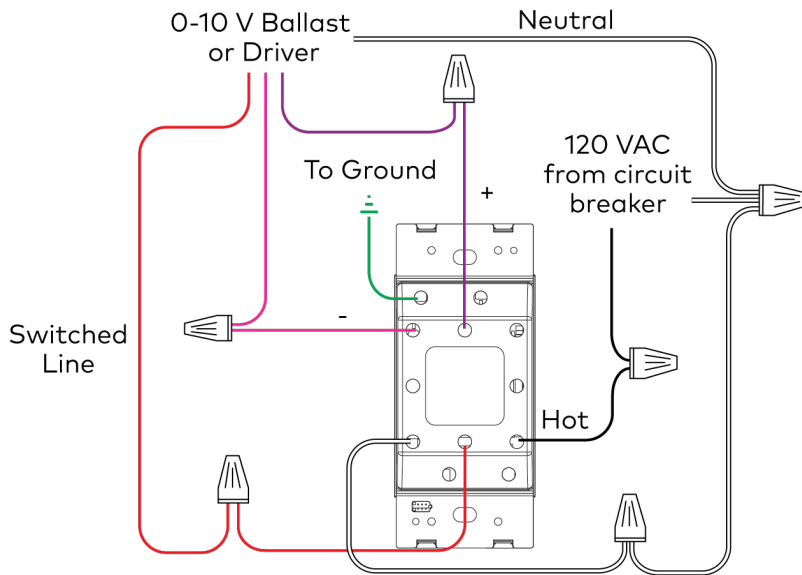 0-10 V Ballast
or Driver
Neutral
To Ground
120 VAC
from circuit
breaker
+
-
Switched
Line
Hot